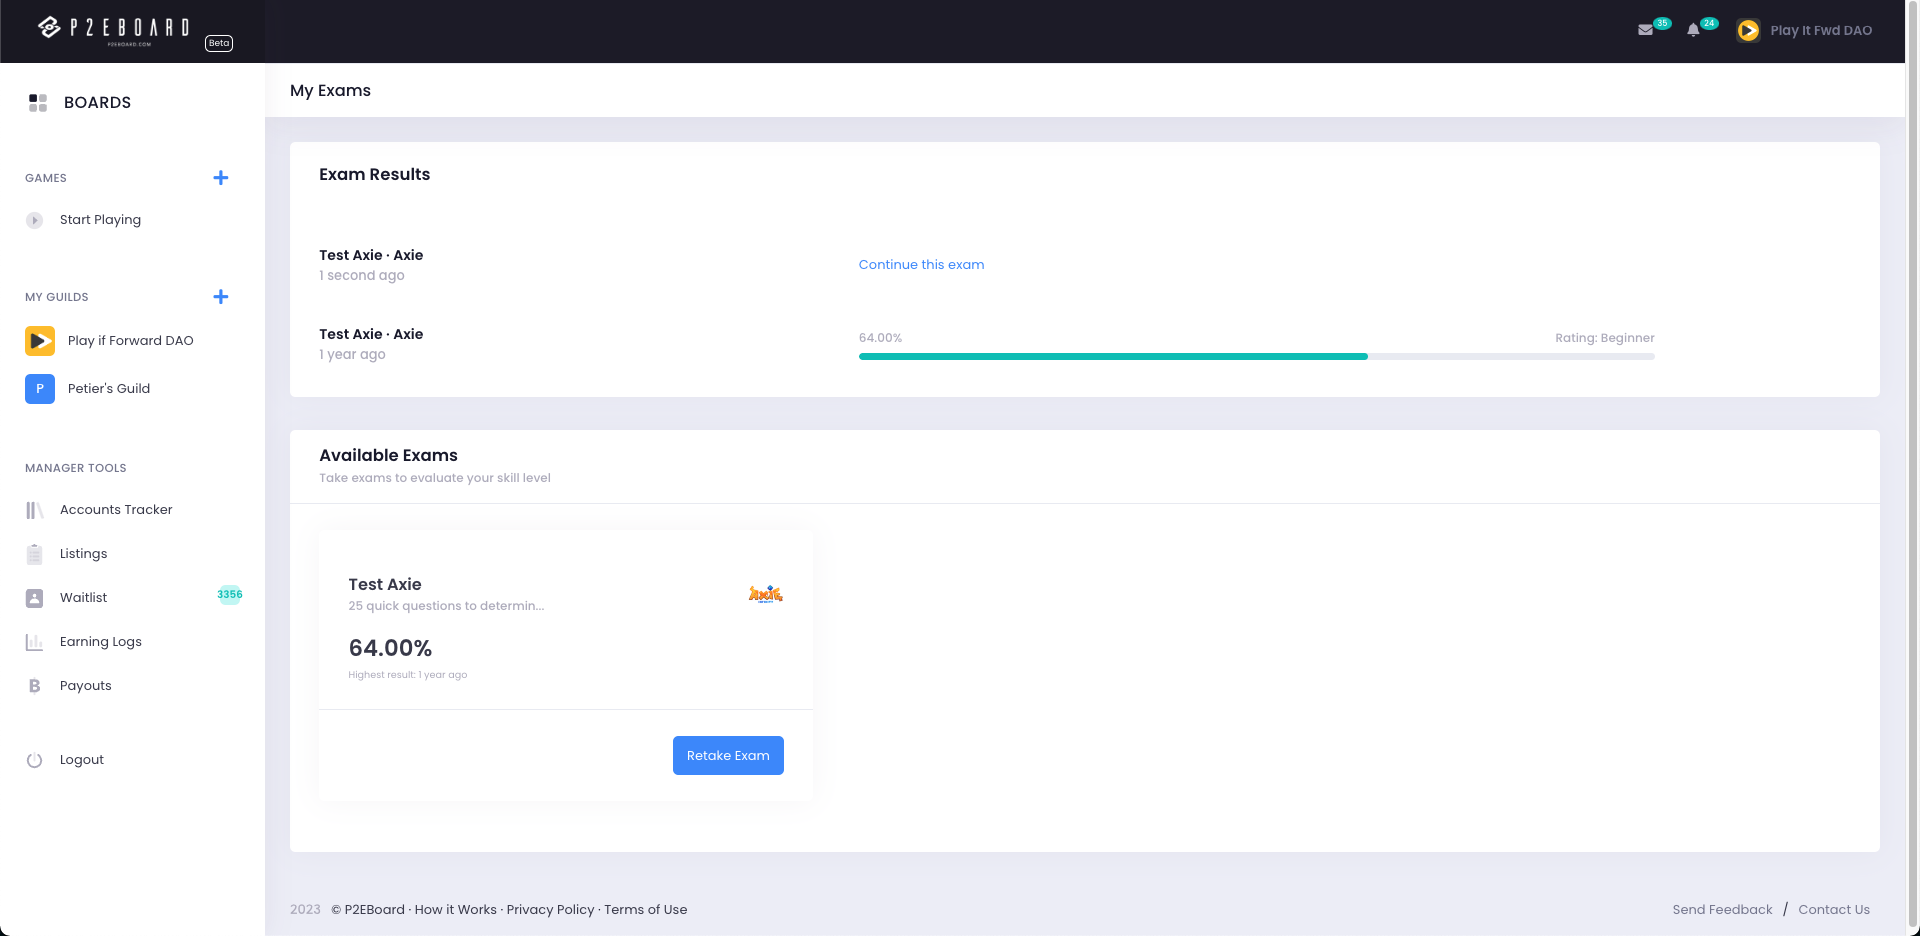 P2EBOARD
P2EBOARD.COM
Beta
35
24
Play It Fwd DAO
BOARDS
GAMES
Start Playing
MY GUILDS
Play if Forward DAO
P
Petier's Guild
MANAGER TOOLS
Accounts Tracker
Listings
Waitlist
3356
Earning Logs
Payouts
Logout
My Exams
Exam Results
Test Axie · Axie
1 second ago
Continue this exam
Test Axie · Axie
1 year ago
64.00%
Rating: Beginner
Available Exams
Take exams to evaluate your skill level
Test Axie
25 quick questions to determin...
AXIE
64.00%
Highest result: 1 year ago
Retake Exam
2023 © P2EBoard · How it Works · Privacy Policy · Terms of Use
Send Feedback / Contact Us